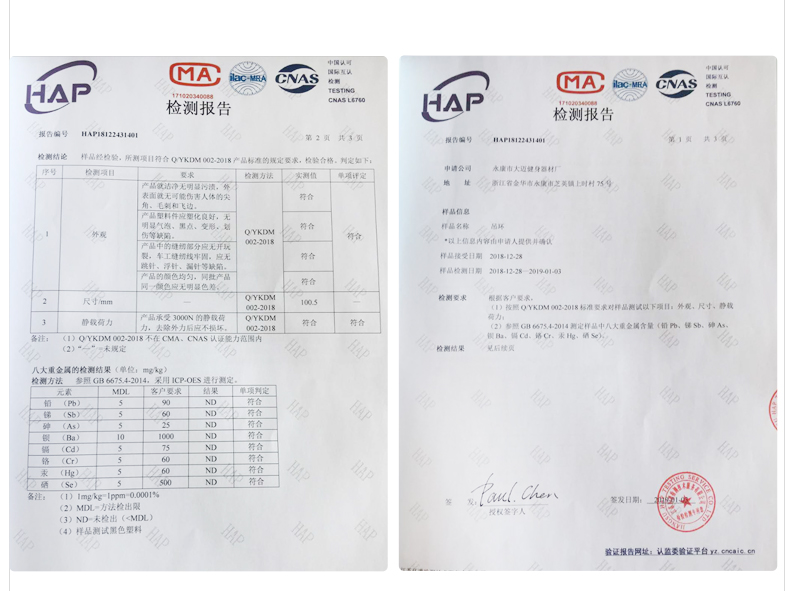 HAP
MA
171020340088
ilac-MRA
CNAS
中国认可
国际互认
检测
TESTING
CNAS L6760
检测报告
报告编号 HAP18122431401 第 2 页 共 3 页
检测结论 样品经检验，所测项目符合 Q/YKDM 002-2018 产品标准的规定要求，检验合格。判定如下：
序号 检测项目 要求 检测方法 实测值 单项评定
1 外观 产品就洁净无明显污渍，外表面就无可能伤害人体的尖角、毛刺和飞边。 Q/YKDM 002-2018 符合 符合
产品塑料件应塑化良好，无明显气泡、黑点、变形、划伤等缺陷。 符合
产品中的缝纫部分应无开玩裂，车工缝纫线牢固，应无跳针、浮针、漏针等缺陷。 符合
产品的颜色均匀，同批产品同一颜色应无明显色差。 符合
2 尺寸/mm — Q/YKDM 002-2018 100.5 —
3 静载荷力 产品承受 3000N 的静载荷力，去除外力后应不损坏。 Q/YKDM 002-2018 符合 符合
备注：（1）Q/YKDM 002-2018 不在 CMA、CNAS 认证能力范围内
（2）“—”=未规定
八大重金属的检测结果（单位：mg/kg）
检测方法 参照 GB 6675.4-2014，采用 ICP-OES 进行测定。
元素 MDL 客户要求 结果 单项判定
铅 （Pb） 5 90 ND 符合
锑 （Sb） 5 60 ND 符合
砷 （As） 5 25 ND 符合
钡 （Ba） 10 1000 ND 符合
镉 （Cd） 5 75 ND 符合
铬 （Cr） 5 60 ND 符合
汞 （Hg） 5 60 ND 符合
硒 （Se） 5 500 ND 符合
备注：（1）1mg/kg=1ppm=0.0001%
（2）MDL=方法检出限
（3）ND=未检出（<MDL）
（4）样品测试黑色塑料
HAP
MA
171020340088
ilac-MRA
CNAS
中国认可
国际互认
检测
TESTING
CNAS L6760
检测报告
报告编号 HAP18122431401 第 1 页 共 3 页
申请公司 永康市大迈健身器材厂
地 址 浙江省金华市永康市芝英镇上时村 75 号
样品信息
样品名称 吊环
*以上信息内容由申请人提供并确认
样品接受日期 2018-12-28
样品检测日期 2018-12-28—2019-01-03
检测要求 根据客户要求，
（1）按照 Q/YKDM 002-2018 标准要求对样品测试以下项目：外观、尺寸、静载荷力；
（2）参照 GB 6675.4-2014 测定样品中八大重金属含量（铅 Pb、锑 Sb、砷 As、钡 Ba、镉 Cd、铬 Cr、汞 Hg、硒 Se）。
检测结果 见后续页
签 发： Paul. Chen
授权签字人
签发日期：
验证报告网址：认监委验证平台 yz.cncaic.cn